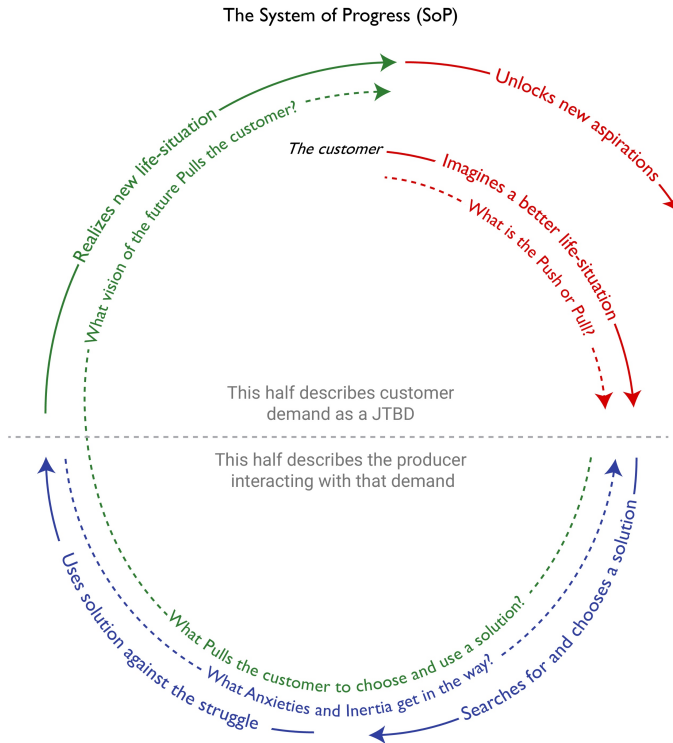 The System of Progress (SoP)
Unlocks new aspirations
Realizes new life-situation
What vision of the future Pulls the customer?
The customer
Imagines a better life-situation
What is the Push or Pull?
This half describes customer
demand as a JTBD
This half describes the producer
interacting with that demand
Searches for and chooses a solution
What Pulls the customer to choose and use a solution?
What Anxieties and Inertia get in the way?
Uses solution against the struggle